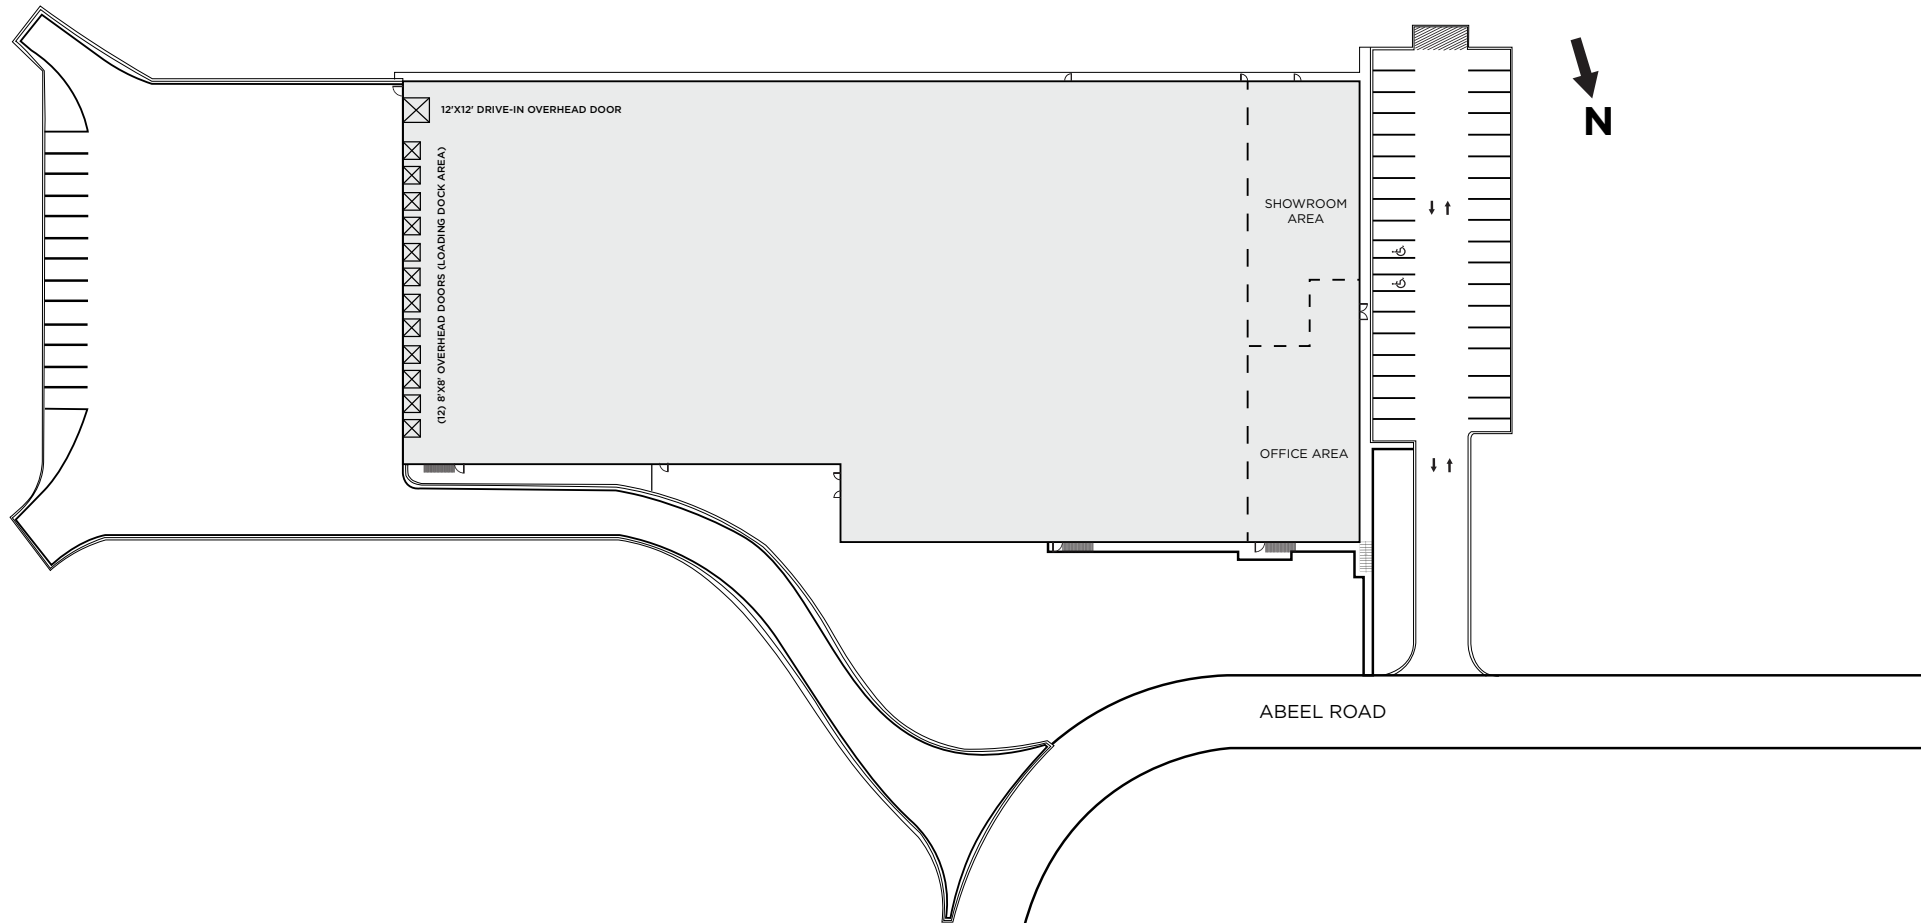 12'X12' DRIVE-IN OVERHEAD DOOR
(12) 8'X8' OVERHEAD DOORS (LOADING DOCK AREA)
SHOWROOM
AREA
OFFICE AREA
N
ABEEL ROAD